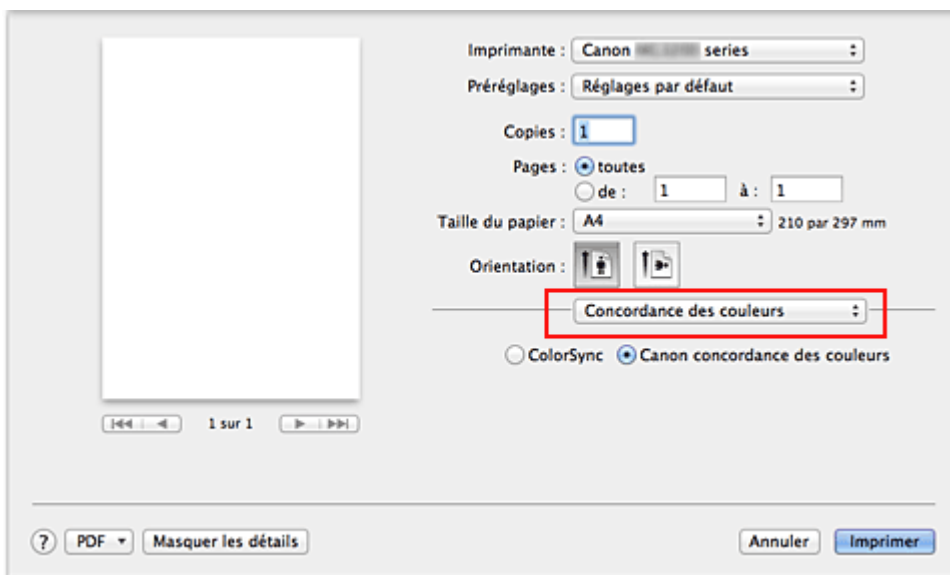 Imprimante : Canon series
Préréglages : Réglages par défaut
Copies : 1
Pages : toutes
de : 1 à : 1
Taille du papier : A4 210 par 297 mm
Orientation :
Concordance des couleurs
ColorSync Canon concordance des couleurs
1 sur 1
? PDF Masquer les détails Annuler Imprimer